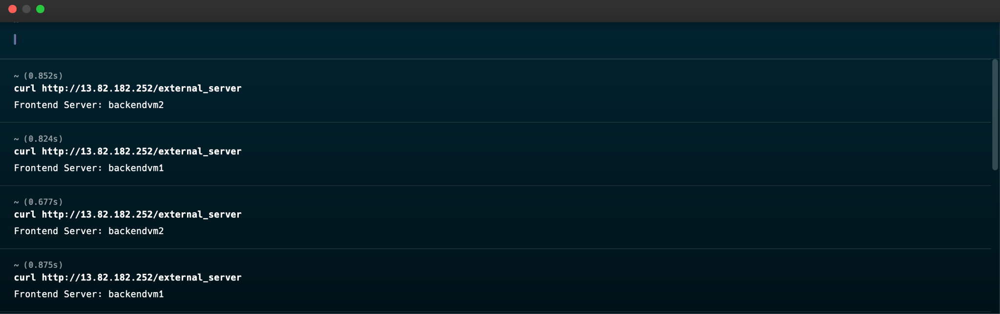 ~ (0.852s)
curl http://13.82.182.252/external_server
Frontend Server: backendvm2
~ (0.824s)
curl http://13.82.182.252/external_server
Frontend Server: backendvm1
~ (0.677s)
curl http://13.82.182.252/external_server
Frontend Server: backendvm2
~ (0.875s)
curl http://13.82.182.252/external_server
Frontend Server: backendvm1